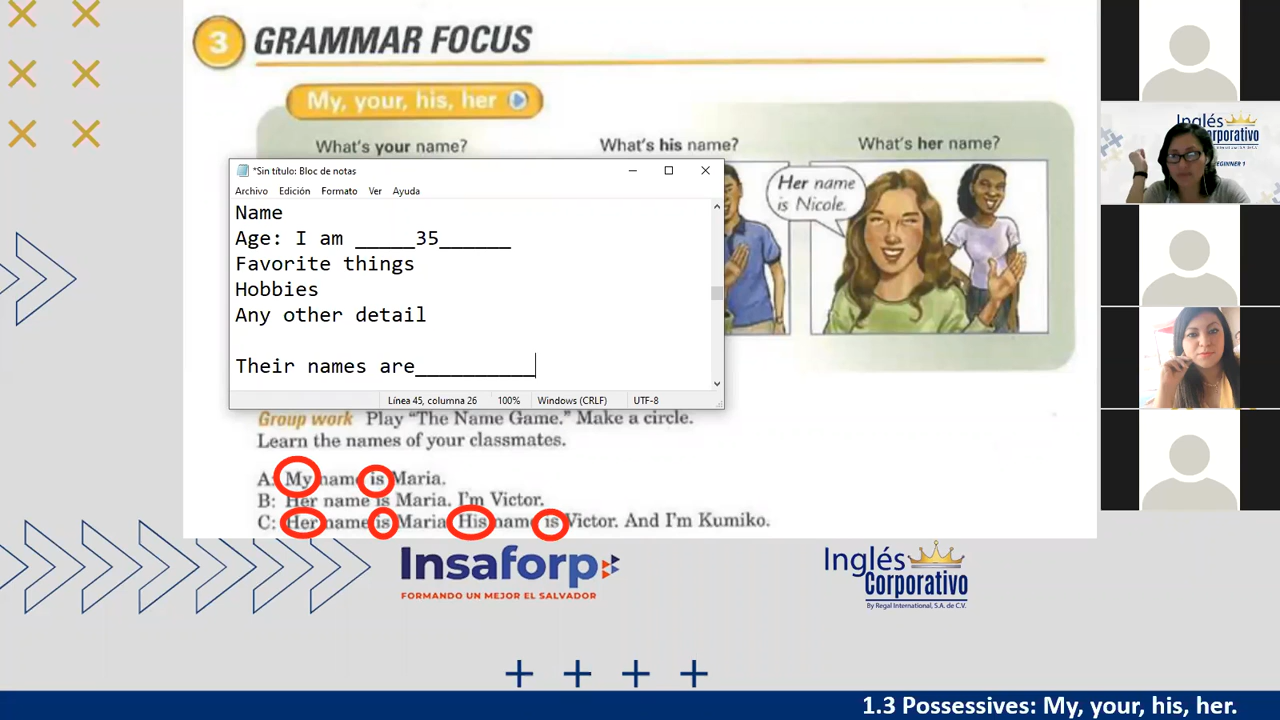 3 GRAMMAR FOCUS
My, your, his, her
What's your name?
What's his name?
What's her name?
Her name
is Nicole.
*Sin título: Bloc de notas
Archivo Edición Formato Ver Ayuda
Name
Age: I am _____35______
Favorite things
Hobbies
Any other detail
Their names are__________
Línea 45, columna 26 100% Windows (CRLF) UTF-8
Group work Play "The Name Game." Make a circle.
Learn the names of your classmates.
A: My name is Maria.
B: Her name is Maria. I'm Victor.
C: Her name is Maria. His name is Victor. And I'm Kumiko.
Insaforp
FORMANDO UN MEJOR EL SALVADOR
Inglés
Corporativo
By Regal International, S.A. de C.V.
Inglés
Corporativo
1.3 Possessives: My, your, his, her.